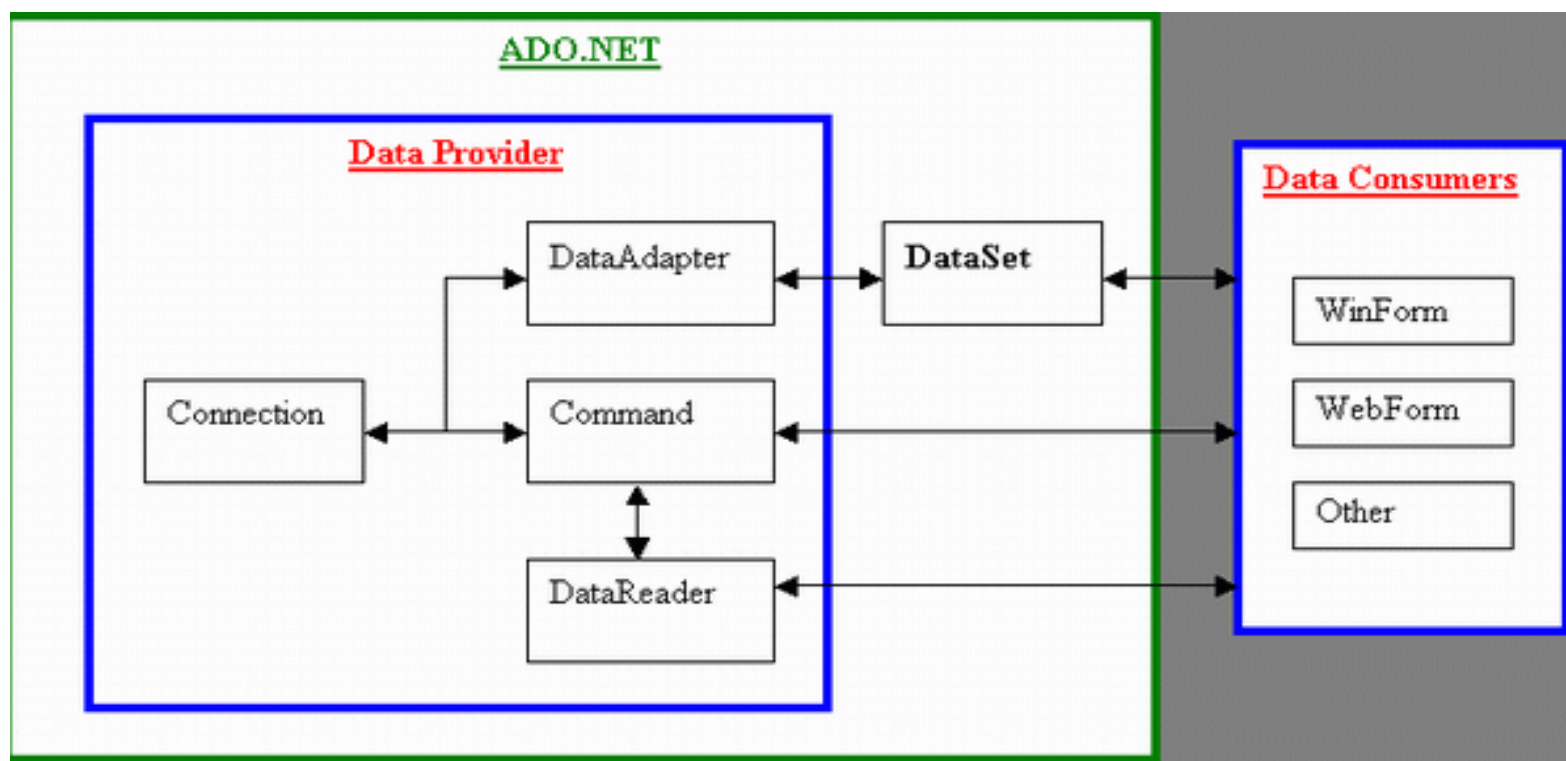 ADO.NET
Data Provider
Data Consumers
DataAdapter
DataSet
WinForm
Connection
Command
WebForm
Other
DataReader